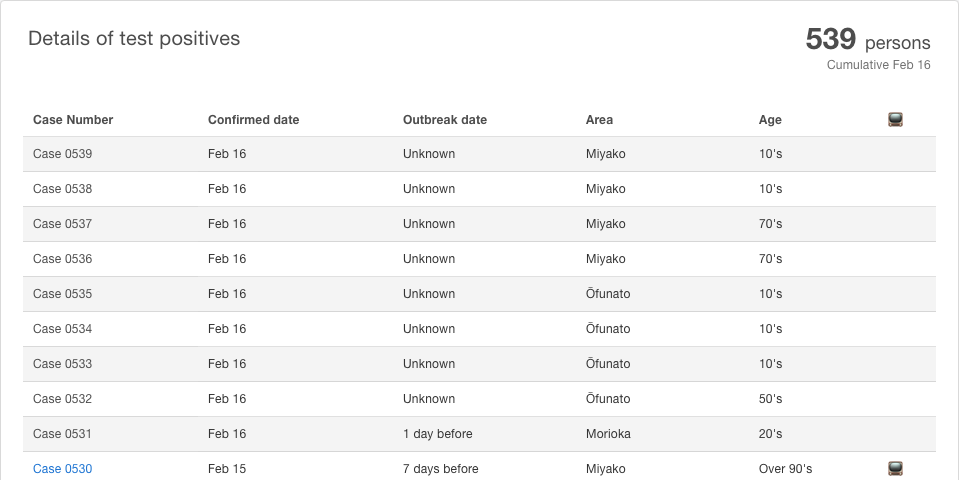 Details of test positives
539 persons
Cumulative Feb 16
Case Number Confirmed date Outbreak date Area Age
Case 0539 Feb 16 Unknown Miyako 10's
Case 0538 Feb 16 Unknown Miyako 10's
Case 0537 Feb 16 Unknown Miyako 70's
Case 0536 Feb 16 Unknown Miyako 70's
Case 0535 Feb 16 Unknown Ōfunato 10's
Case 0534 Feb 16 Unknown Ōfunato 10's
Case 0533 Feb 16 Unknown Ōfunato 10's
Case 0532 Feb 16 Unknown Ōfunato 50's
Case 0531 Feb 16 1 day before Morioka 20's
Case 0530 Feb 15 7 days before Miyako Over 90's